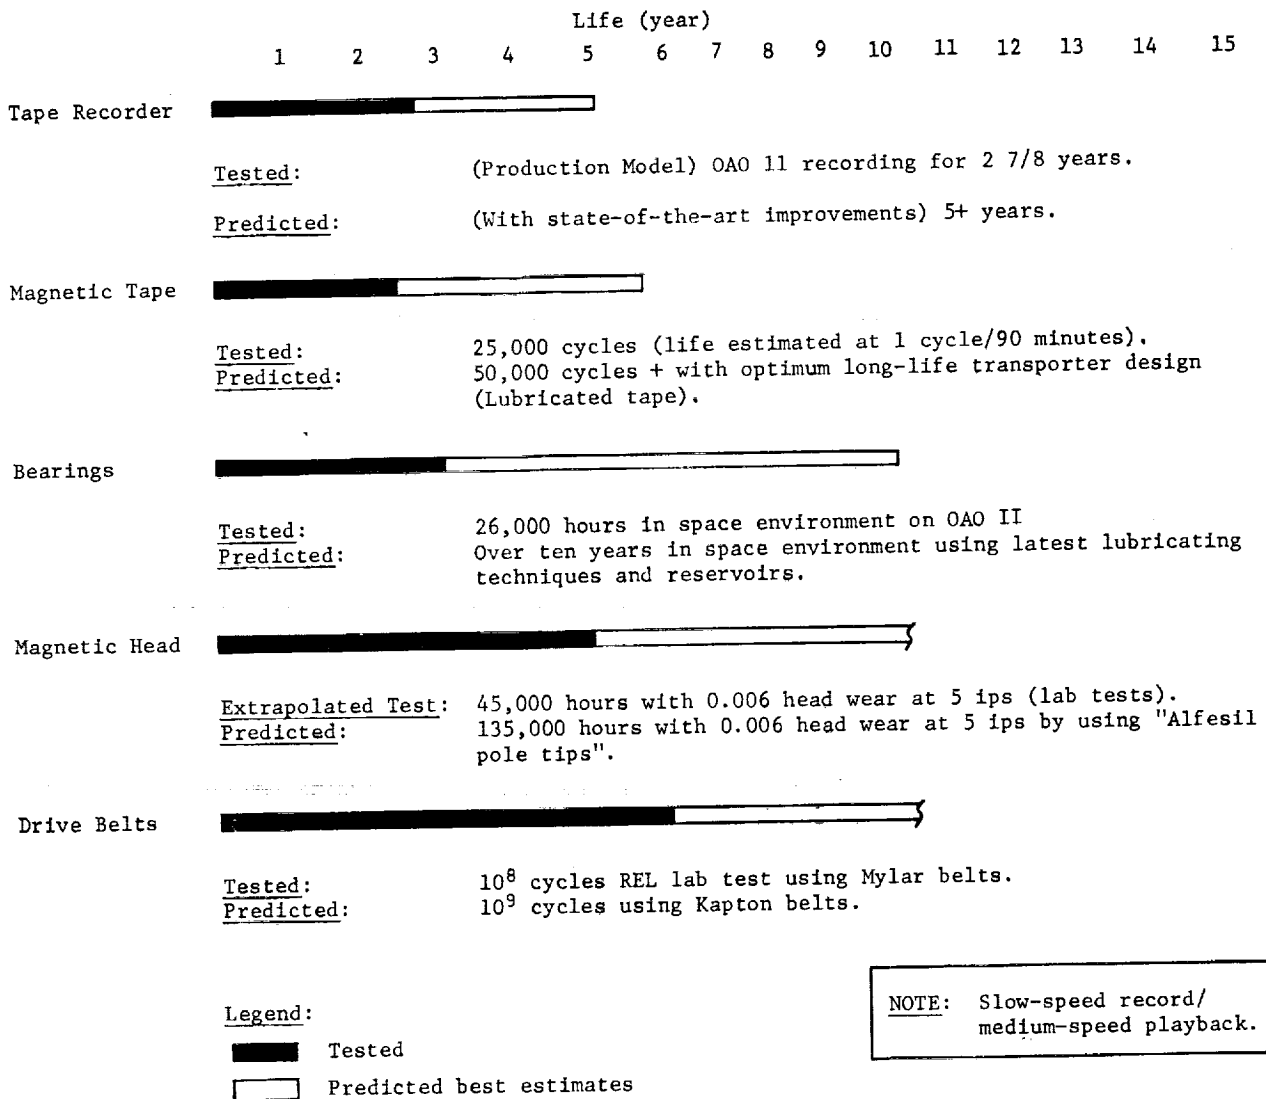 Life (year)
1 2 3 4 5 6 7 8 9 10 11 12 13 14 15
Tape Recorder
Tested: (Production Model) OAO 11 recording for 2 7/8 years.
Predicted: (With state-of-the-art improvements) 5+ years.
Magnetic Tape
Tested: 25,000 cycles (life estimated at 1 cycle/90 minutes).
Predicted: 50,000 cycles + with optimum long-life transporter design
(Lubricated tape).
Bearings
Tested: 26,000 hours in space environment on OAO II
Predicted: Over ten years in space environment using latest lubricating
techniques and reservoirs.
Magnetic Head
Extrapolated Test: 45,000 hours with 0.006 head wear at 5 ips (lab tests).
Predicted: 135,000 hours with 0.006 head wear at 5 ips by using "Alfesil
pole tips".
Drive Belts
Tested: 10⁸ cycles REL lab test using Mylar belts.
Predicted: 10⁹ cycles using Kapton belts.
Legend:
Tested
Predicted best estimates
NOTE: Slow-speed record/
medium-speed playback.